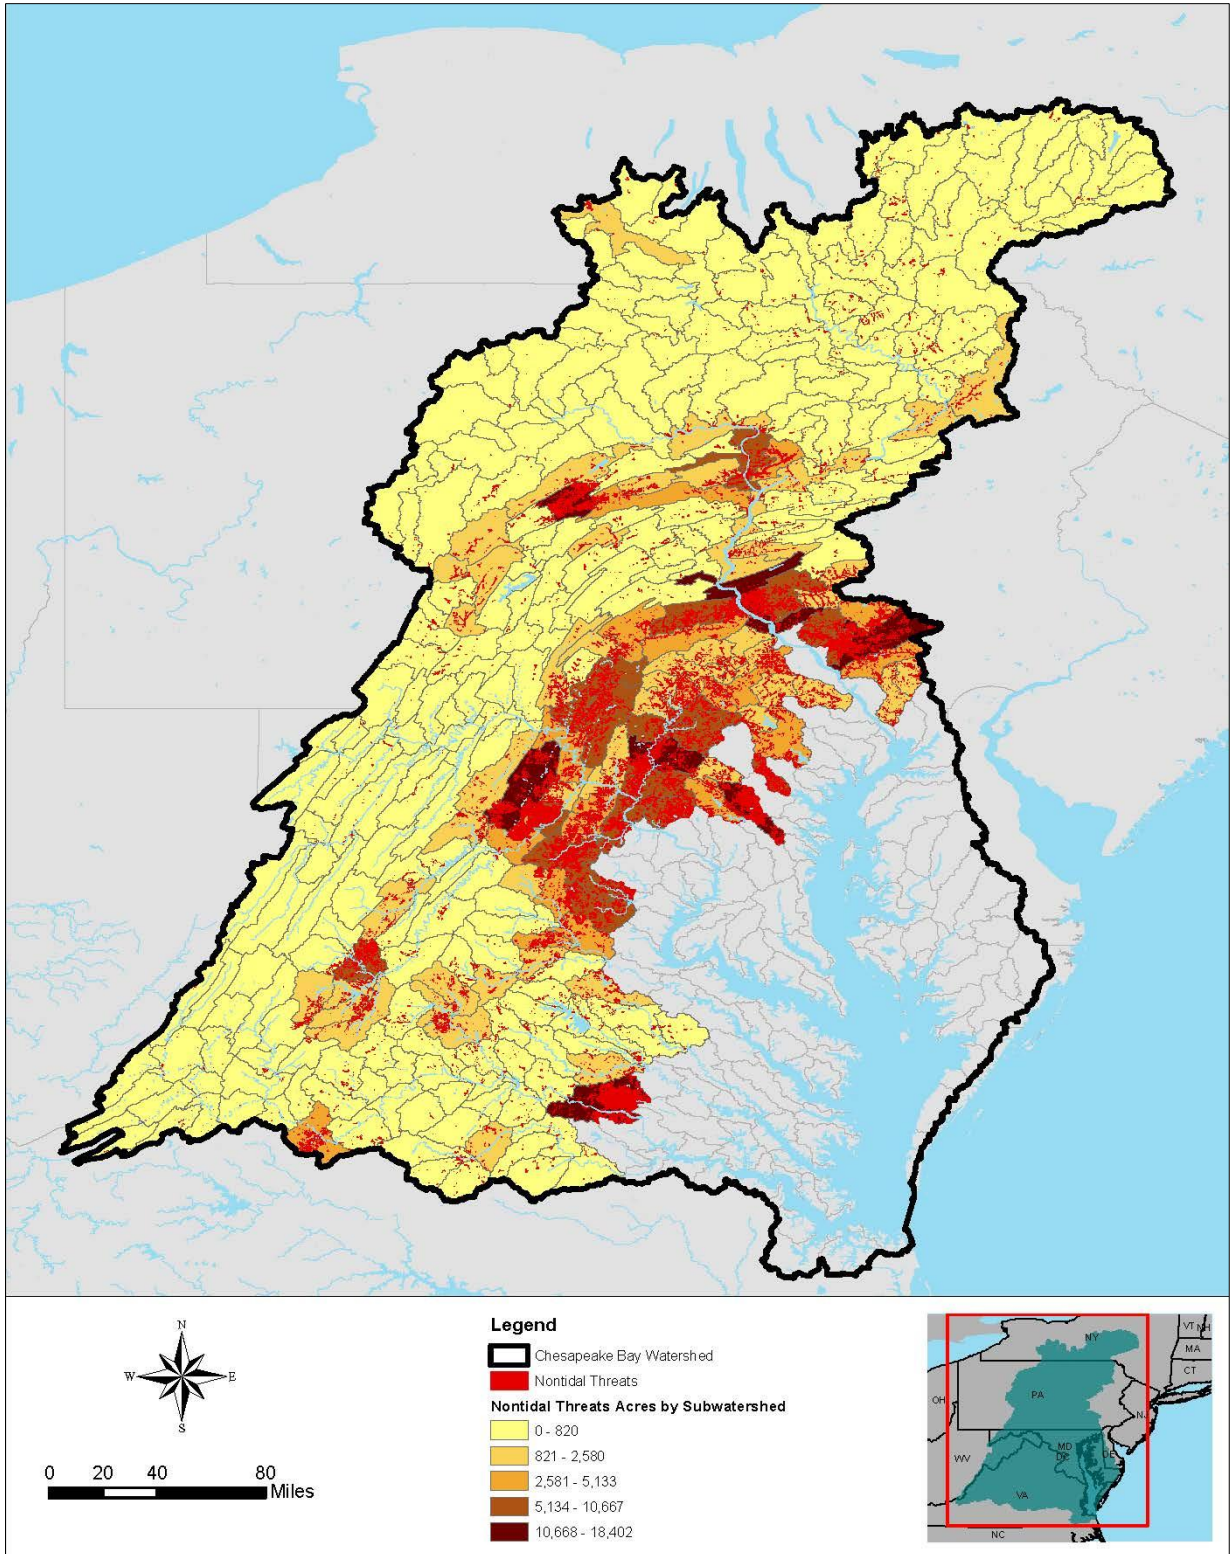 N
W E
S
0 20 40 80
Miles
Legend
Chesapeake Bay Watershed
Nontidal Threats
Nontidal Threats Acres by Subwatershed
0 - 820
821 - 2,580
2,581 - 5,133
5,134 - 10,667
10,668 - 18,402
VT NH
NY
MA
CT
OH
PA
NJ
MD
DC DE
WV
VA
NC